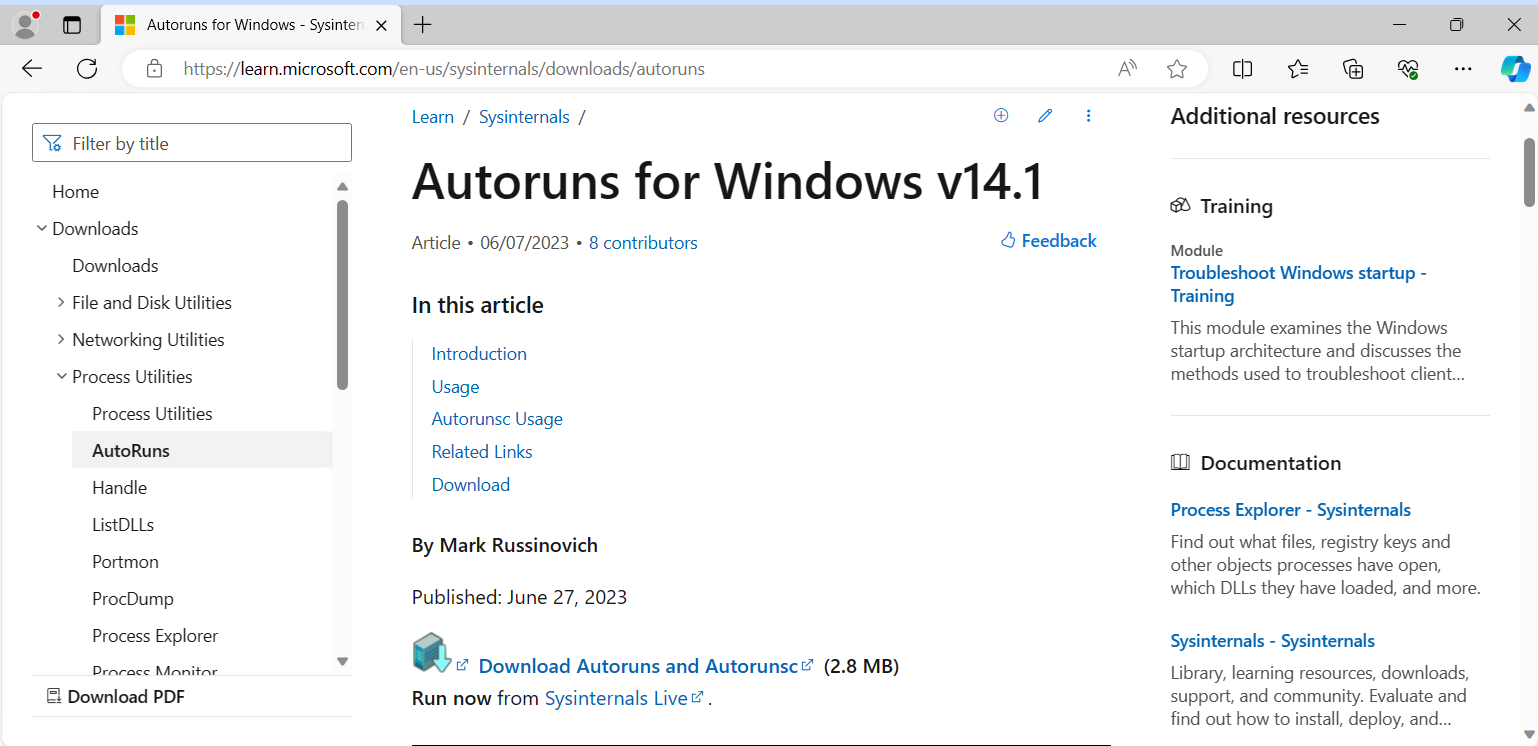 Autoruns for Windows - Sysinter
https://learn.microsoft.com/en-us/sysinternals/downloads/autoruns
Filter by title
Home
Downloads
Downloads
File and Disk Utilities
Networking Utilities
Process Utilities
Process Utilities
AutoRuns
Handle
ListDLLs
Portmon
ProcDump
Process Explorer
Process Monitor
Download PDF
Learn / Sysinternals /
Autoruns for Windows v14.1
Article • 06/07/2023 • 8 contributors
Feedback
In this article
Introduction
Usage
Autorunsc Usage
Related Links
Download
By Mark Russinovich
Published: June 27, 2023
Download Autoruns and Autorunsc (2.8 MB)
Run now from Sysinternals Live .
Additional resources
Training
Module
Troubleshoot Windows startup -
Training
This module examines the Windows
startup architecture and discusses the
methods used to troubleshoot client...
Documentation
Process Explorer - Sysinternals
Find out what files, registry keys and
other objects processes have open,
which DLLs they have loaded, and more.
Sysinternals - Sysinternals
Library, learning resources, downloads,
support, and community. Evaluate and
find out how to install, deploy, and...